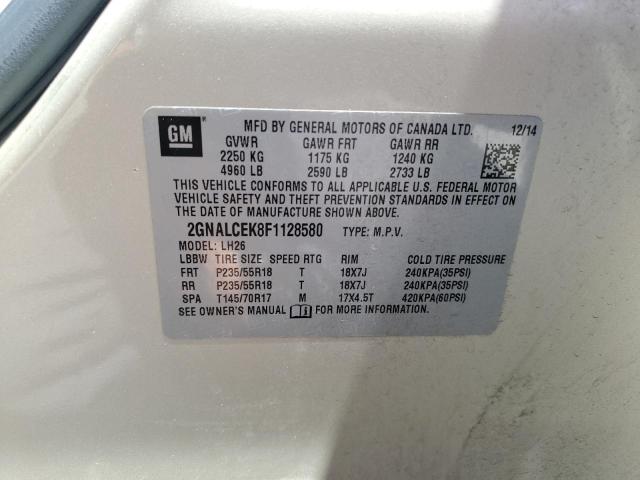 GM
MFD BY GENERAL MOTORS OF CANADA LTD. 12/14
GVWR GAWR FRT GAWR RR
2250 KG 1175 KG 1240 KG
4960 LB 2590 LB 2733 LB
THIS VEHICLE CONFORMS TO ALL APPLICABLE U.S. FEDERAL MOTOR
VEHICLE SAFETY AND THEFT PREVENTION STANDARDS IN EFFECT ON
THE DATE OF MANUFACTURE SHOWN ABOVE.
2GNALCEK8F1128580 TYPE: M.P.V.
MODEL: LH26
LBBW TIRE SIZE SPEED RTG RIM COLD TIRE PRESSURE
FRT P235/55R18 T 18X7J 240KPA(35PSI)
RR P235/55R18 T 18X7J 240KPA(35PSI)
SPA T145/70R17 M 17X4.5T 420KPA(60PSI)
SEE OWNER'S MANUAL FOR MORE INFORMATION.